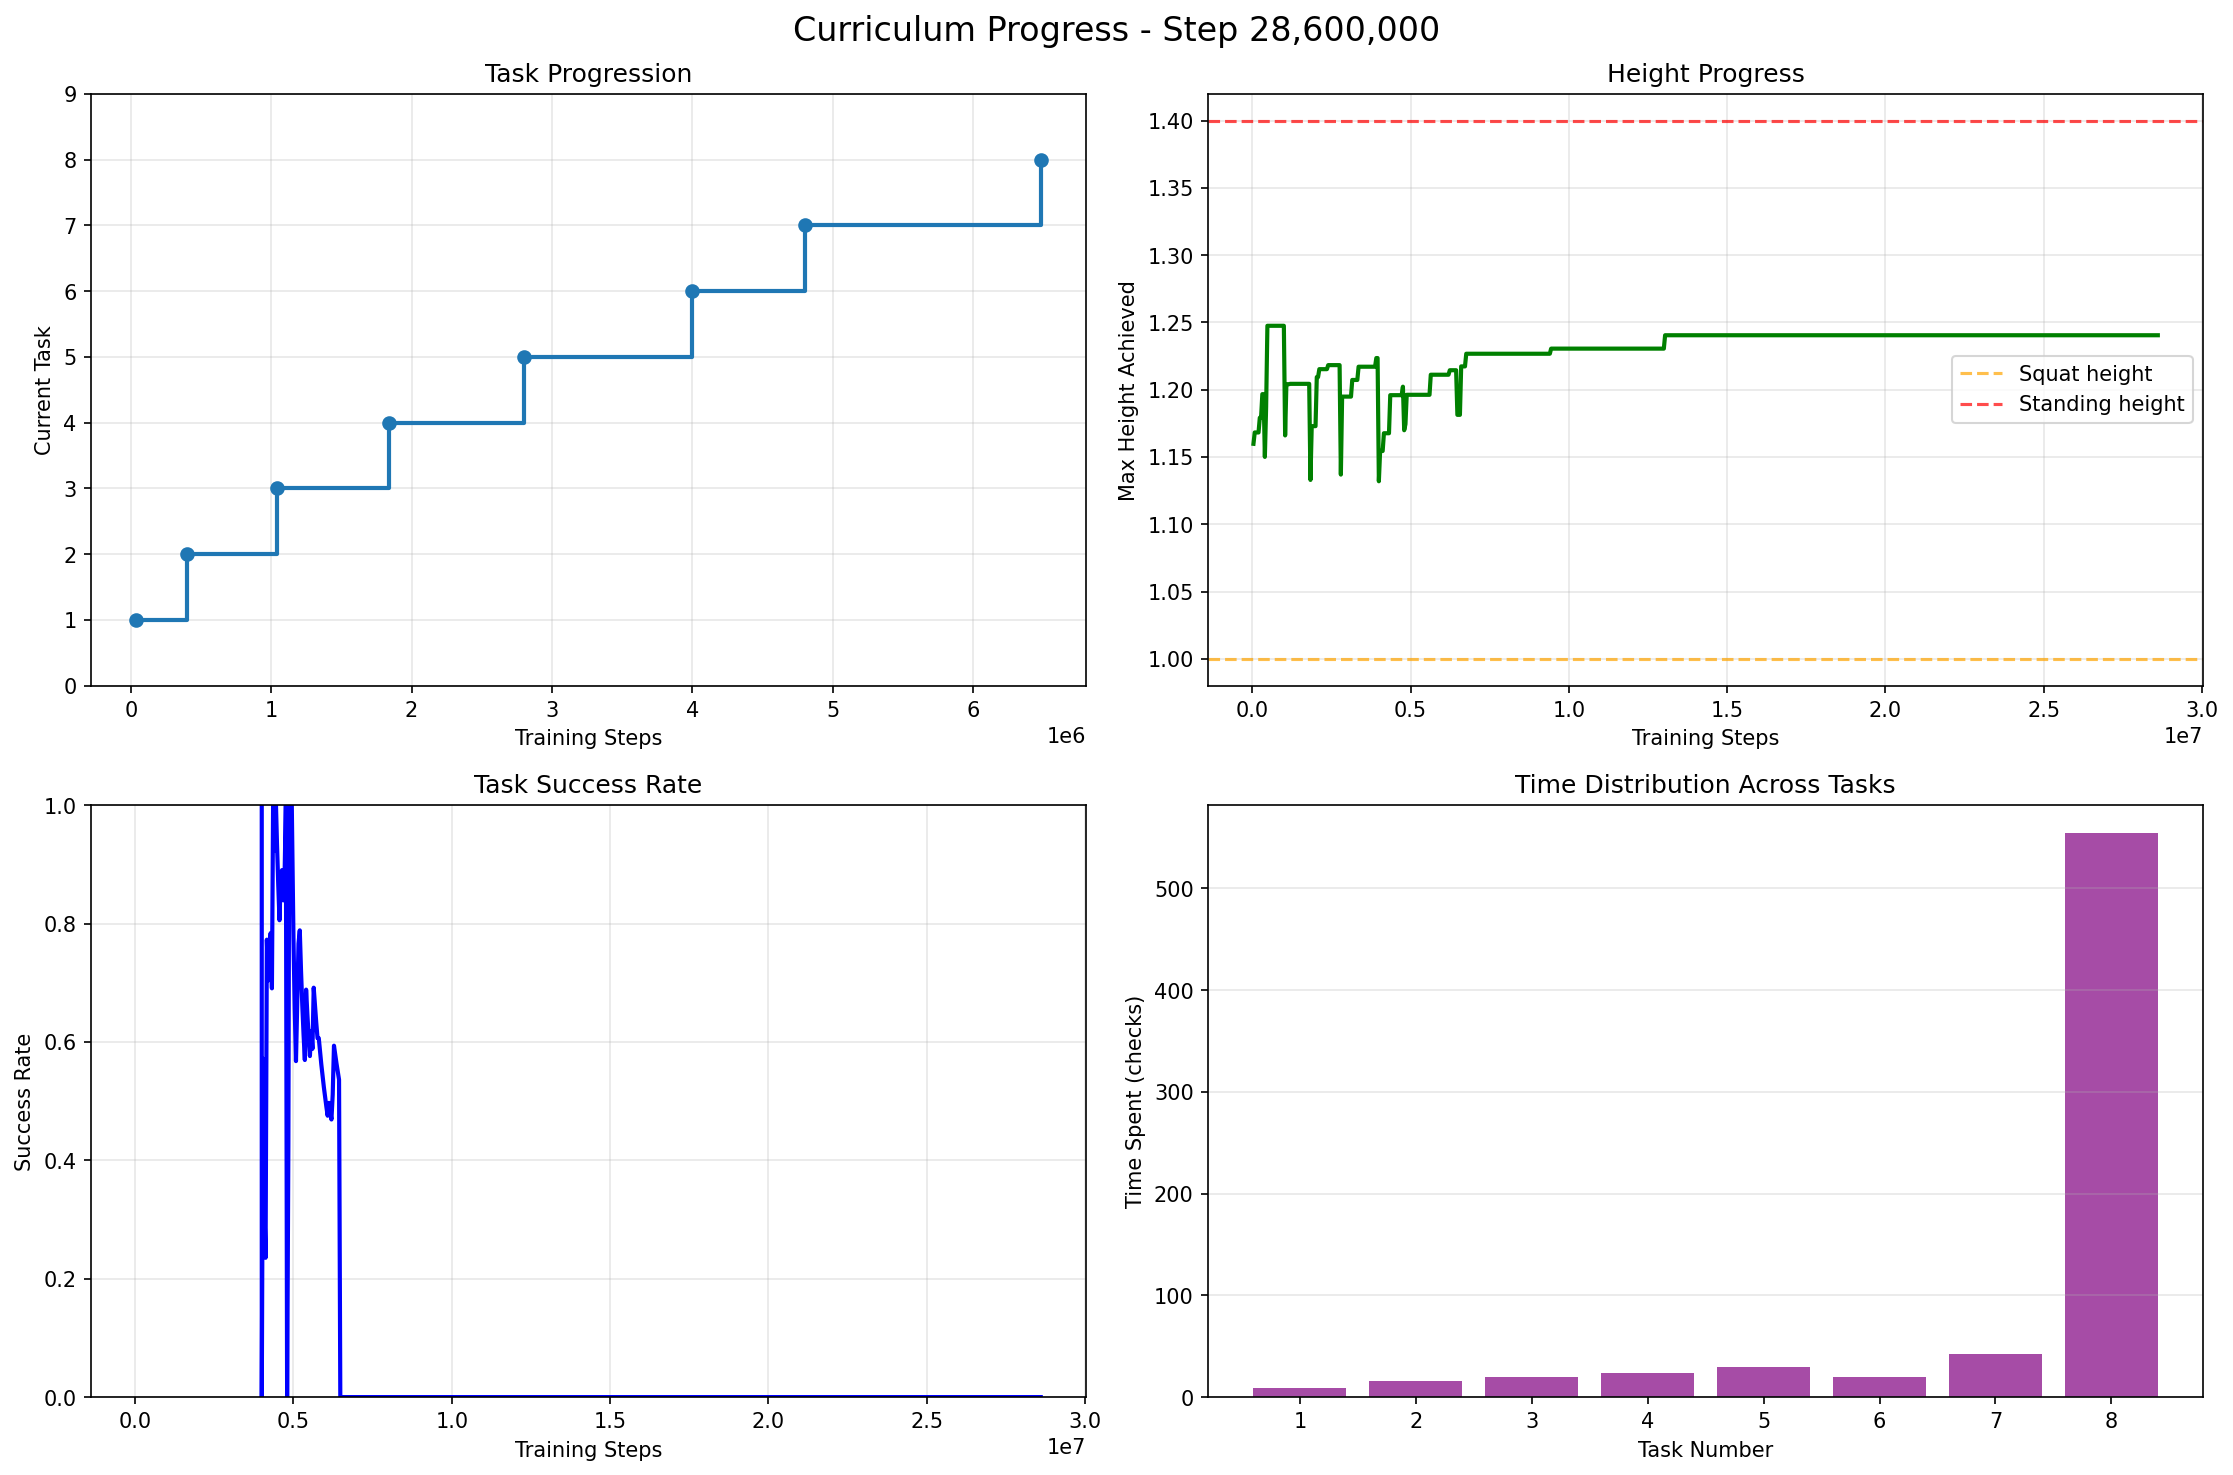 Curriculum Progress - Step 28,600,000
Task Progression
Current Task
9
8
7
6
5
4
3
2
1
0
0 1 2 3 4 5 6
1e6
Training Steps
Height Progress
Max Height Achieved
1.40
1.35
1.30
1.25
1.20
1.15
1.10
1.05
1.00
Squat height
Standing height
0.0 0.5 1.0 1.5 2.0 2.5 3.0
1e7
Training Steps
Task Success Rate
Success Rate
1.0
0.8
0.6
0.4
0.2
0.0
0.0 0.5 1.0 1.5 2.0 2.5 3.0
1e7
Training Steps
Time Distribution Across Tasks
Time Spent (checks)
500
400
300
200
100
0
1 2 3 4 5 6 7 8
Task Number